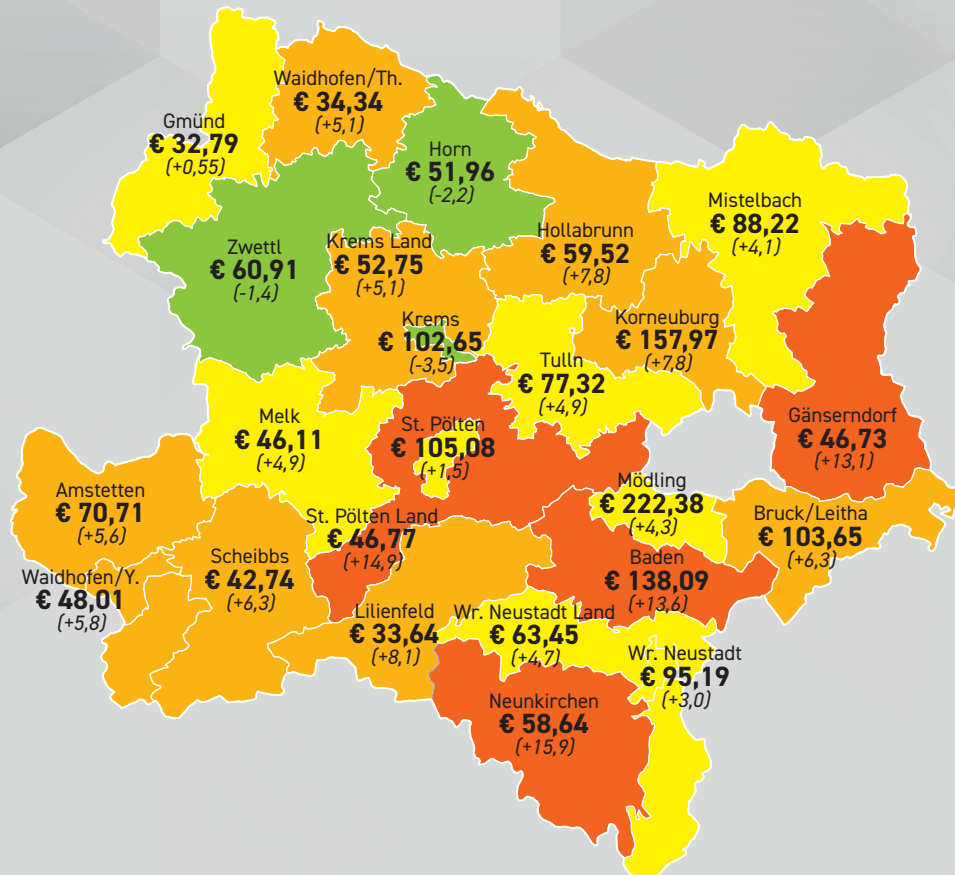 Waidhofen/Th.
€ 34,34
(+5,1)
Gmünd
€ 32,79
(+0,55)
Horn
€ 51,96
(-2,2)
Mistelbach
€ 88,22
(+4,1)
Zwettl
€ 60,91
(-1,4)
Krems Land
€ 52,75
(+5,1)
Hollabrunn
€ 59,52
(+7,8)
Krems
€ 102,65
(-3,5)
Korneuburg
€ 157,97
(+7,8)
Tulln
€ 77,32
(+4,9)
Melk
€ 46,11
(+4,9)
St. Pölten
€ 105,08
(+1,5)
Gänserndorf
€ 46,73
(+13,1)
Amstetten
€ 70,71
(+5,6)
Mödling
€ 222,38
(+4,3)
Bruck/Leitha
€ 103,65
(+6,3)
St. Pölten Land
€ 46,77
(+14,9)
Scheibbs
€ 42,74
(+6,3)
Baden
€ 138,09
(+13,6)
Waidhofen/Y.
€ 48,01
(+5,8)
Lilienfeld
€ 33,64
(+8,1)
Wr. Neustadt Land
€ 63,45
(+4,7)
Wr. Neustadt
€ 95,19
(+3,0)
Neunkirchen
€ 58,64
(+15,9)